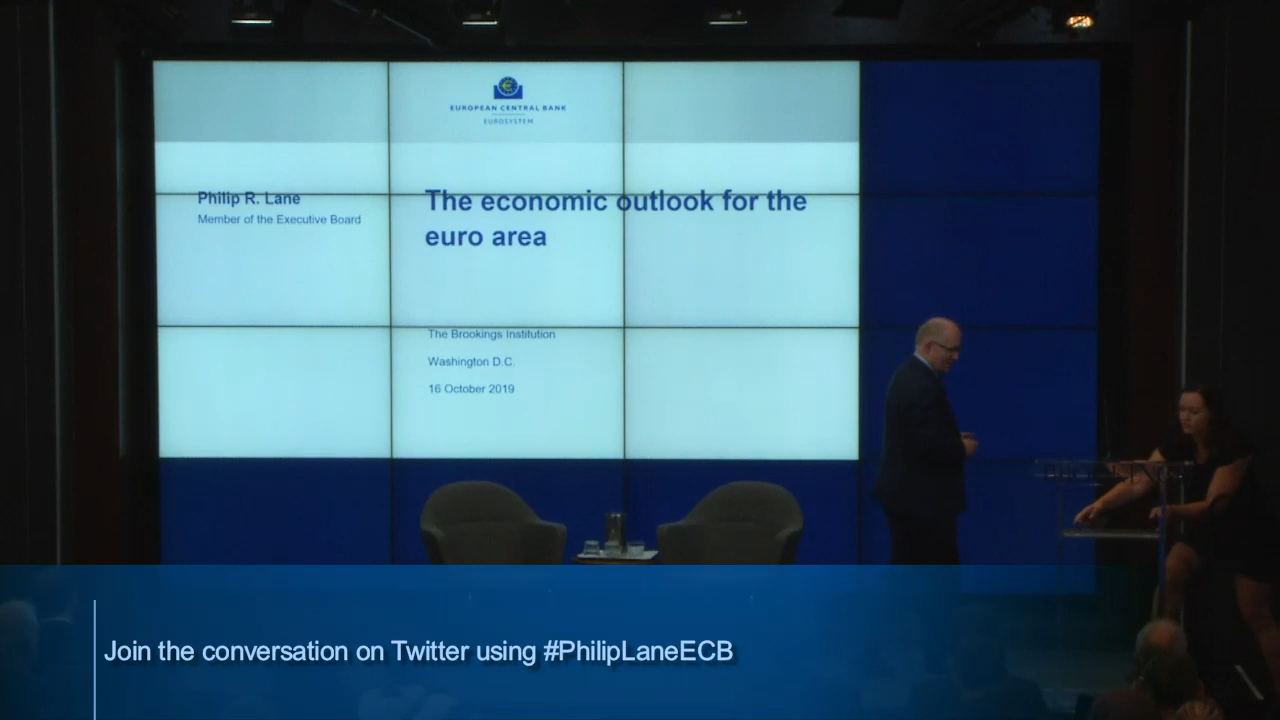 EUROPEAN CENTRAL BANK
EUROSYSTEM
Philip R. Lane
Member of the Executive Board
The economic outlook for the
euro area
The Brookings Institution
Washington D.C.
16 October 2019
Join the conversation on Twitter using #PhilipLaneECB